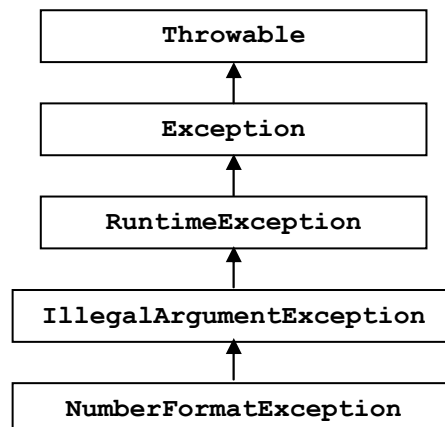 Throwable
Exception
RuntimeException
IllegalArgumentException
NumberFormatException